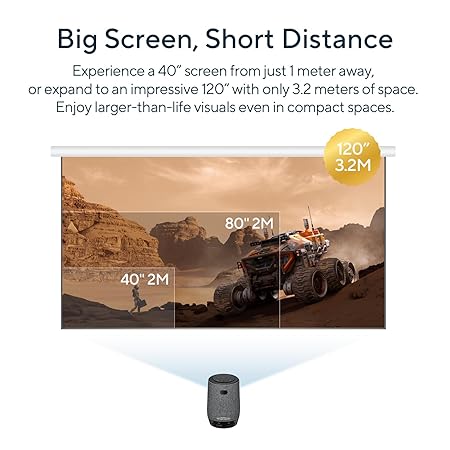 Big Screen, Short Distance
Experience a 40” screen from just 1 meter away,
or expand to an impressive 120” with only 3.2 meters of space.
Enjoy larger-than-life visuals even in compact spaces.
120”
3.2M
80" 2M
40" 2M